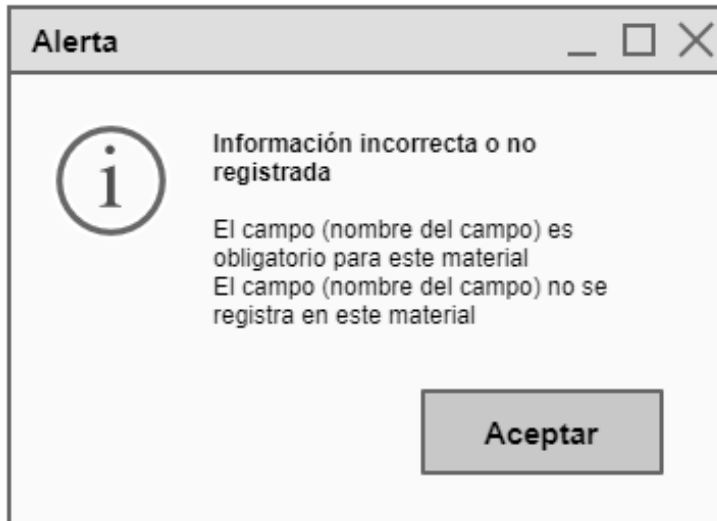 Alerta
Información incorrecta o no
registrada
El campo (nombre del campo) es
obligatorio para este material
El campo (nombre del campo) no se
registra en este material
Aceptar